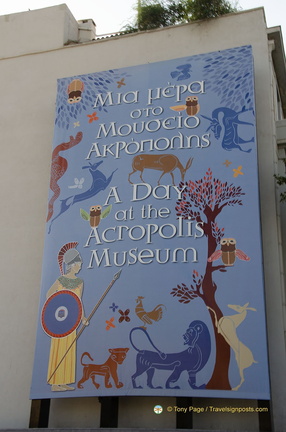 Μια μέρα
στο
Μουσείο
Ακρόπολης
A Day
at the
Acropolis
Museum
© Tony Page / Travelsignposts.com